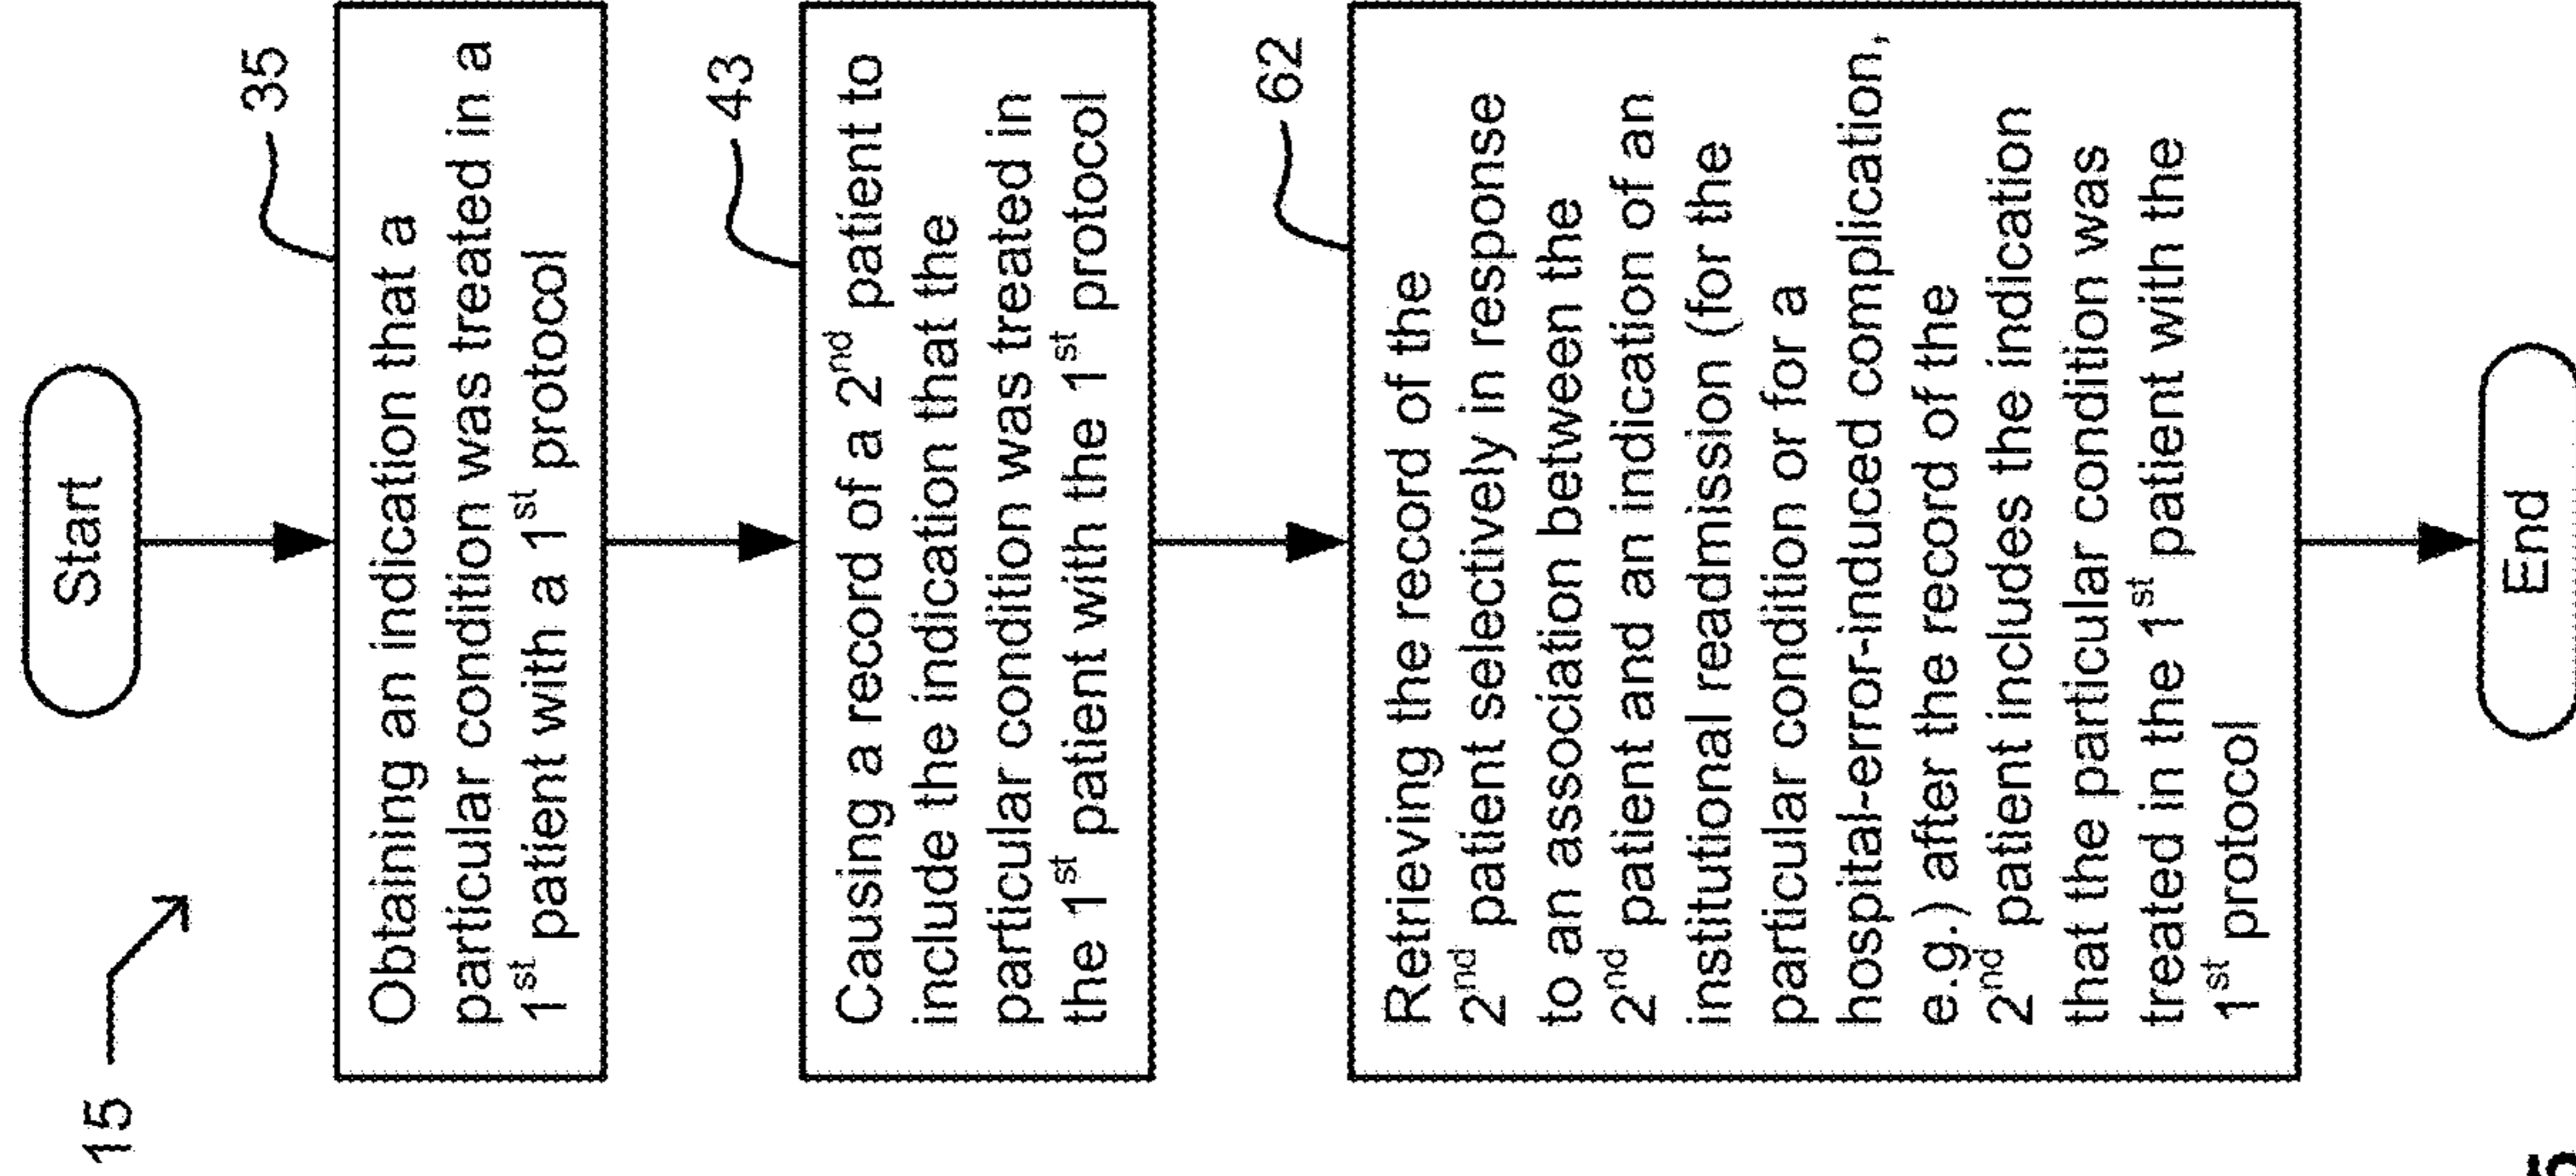 15
Start
35
Obtaining an indication that a
particular condition was treated in a
1st patient with a 1st protocol
43
Causing a record of a 2nd patient to
include the indication that the
particular condition was treated in
the 1st patient with the 1st protocol
62
Retrieving the record of the
2nd patient selectively in response
to an association between the
2nd patient and an indication of an
institutional readmission (for the
particular condition or for a
hospital-error-induced complication,
e.g.) after the record of the
2nd patient includes the indication
that the particular condition was
treated in the 1st patient with the
1st protocol
End